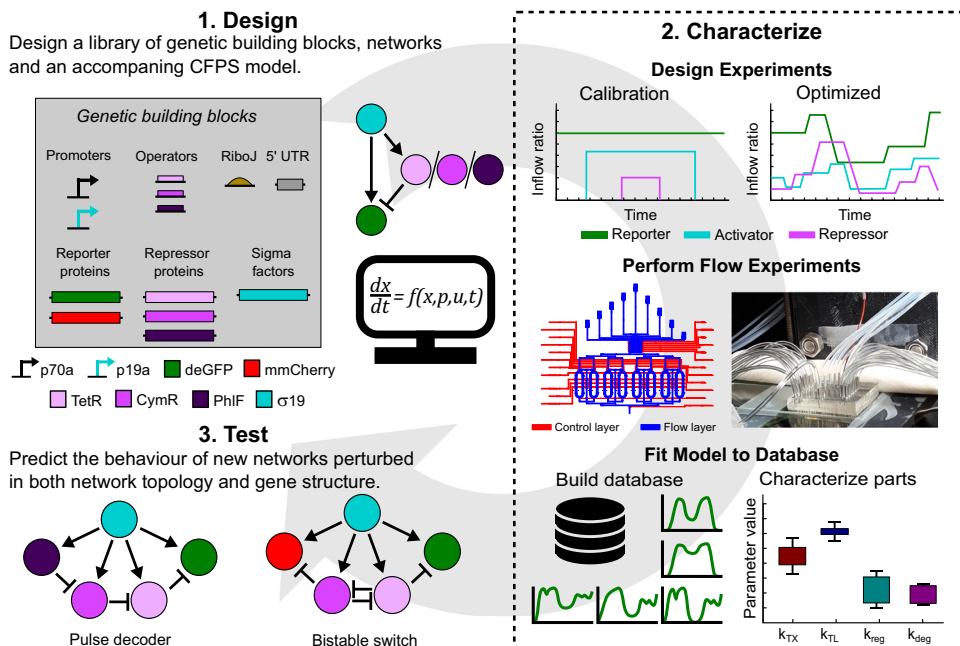 1. Design
Design a library of genetic building blocks, networks
and an accompaning CFPS model.
Genetic building blocks
Promoters
Operators
RiboJ
5' UTR
Reporter
proteins
Repressor
proteins
Sigma
factors
p70a
p19a
deGFP
mmCherry
TetR
CymR
PhlF
σ19
dx/dt = f(x,p,u,t)
3. Test
Predict the behaviour of new networks perturbed
in both network topology and gene structure.
Pulse decoder
Bistable switch
2. Characterize
Design Experiments
Calibration
Optimized
Inflow ratio
Time
Inflow ratio
Time
Reporter
Activator
Repressor
Perform Flow Experiments
Control layer
Flow layer
Fit Model to Database
Build database
Characterize parts
Parameter value
kTX
kTL
kreg
kdeg